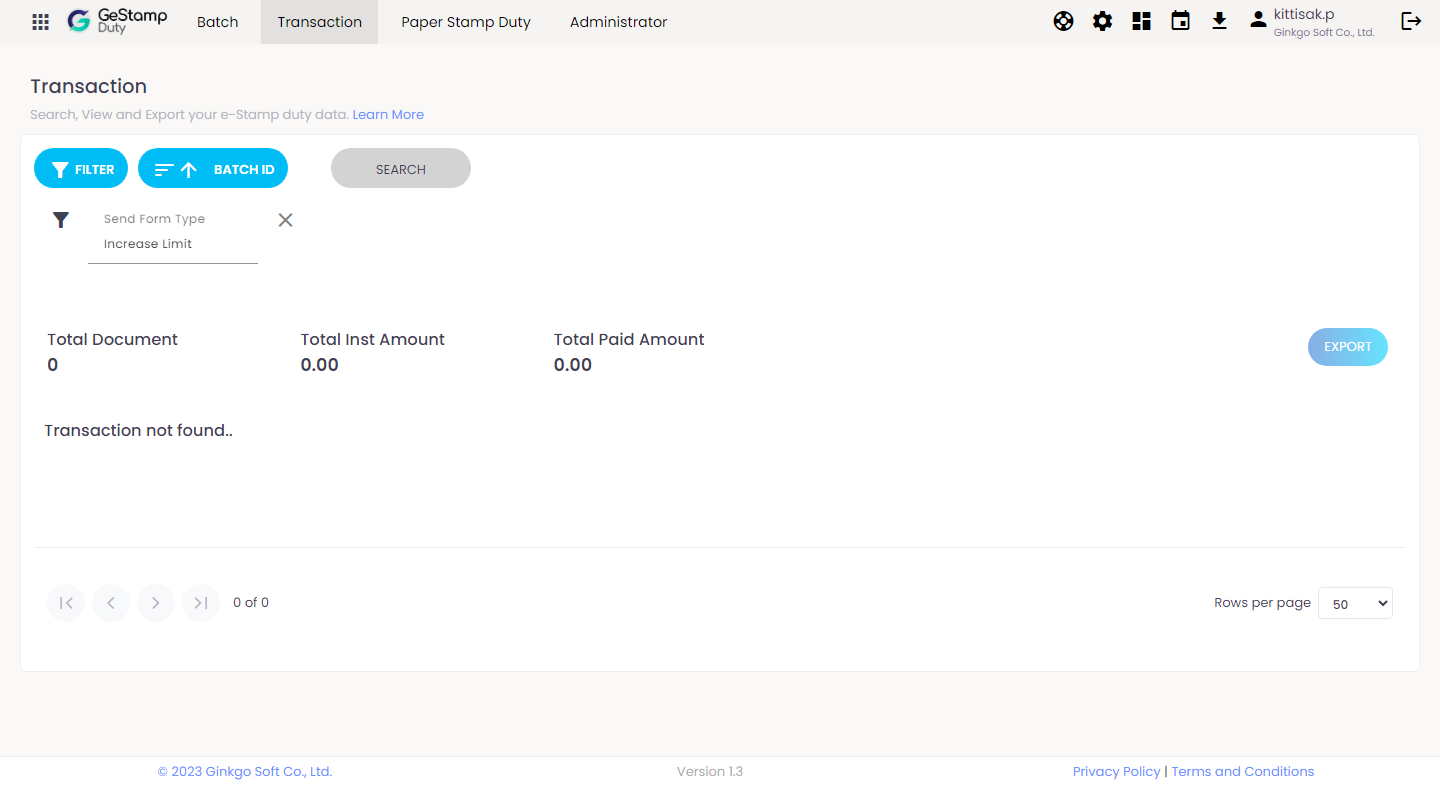 GeStamp
Duty
Batch
Transaction
Paper Stamp Duty
Administrator
kittisak.p
Ginkgo Soft Co., Ltd.
Transaction
Search, View and Export your e-Stamp duty data. Learn More
FILTER
BATCH ID
SEARCH
Send Form Type
Increase Limit
Total Document
0
Total Inst Amount
0.00
Total Paid Amount
0.00
EXPORT
Transaction not found..
0 of 0
Rows per page
50
© 2023 Ginkgo Soft Co., Ltd.
Version 1.3
Privacy Policy | Terms and Conditions